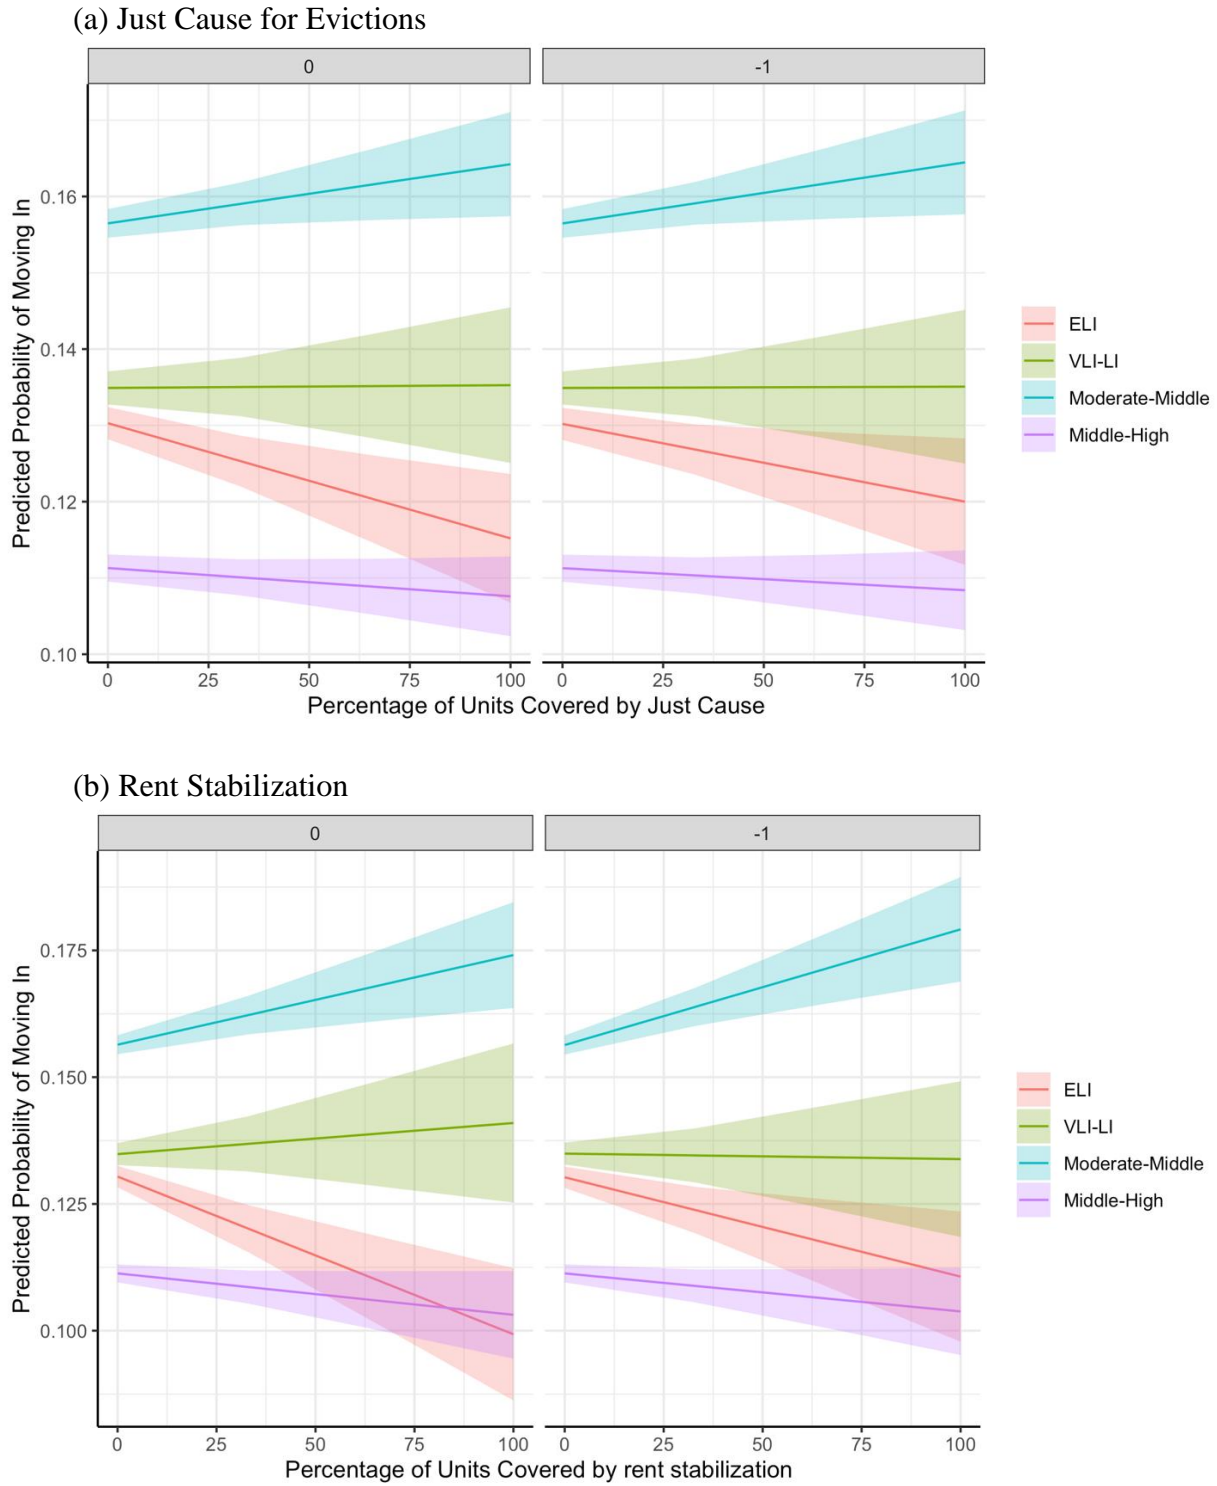 (a) Just Cause for Evictions
0 -1
Predicted Probability of Moving In
0.16
0.14
0.12
0.10
0 25 50 75 100 0 25 50 75 100
Percentage of Units Covered by Just Cause
ELI
VLI-LI
Moderate-Middle
Middle-High
(b) Rent Stabilization
0 -1
Predicted Probability of Moving In
0.175
0.150
0.125
0.100
0 25 50 75 100 0 25 50 75 100
Percentage of Units Covered by rent stabilization
ELI
VLI-LI
Moderate-Middle
Middle-High